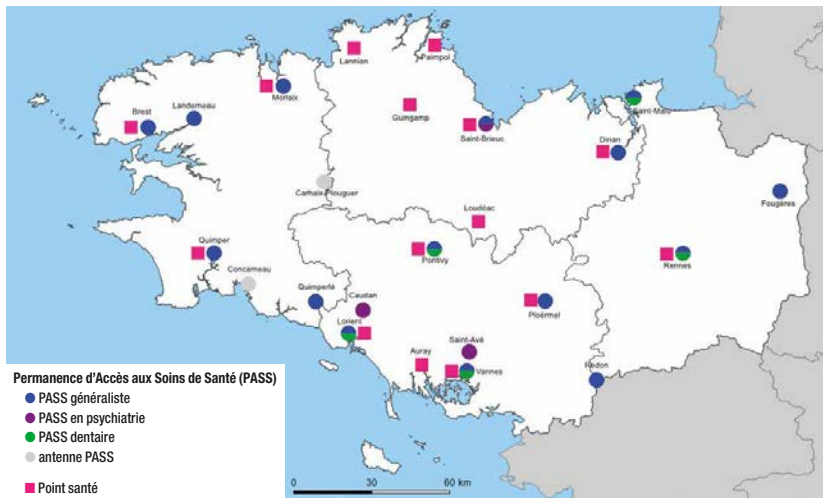 Lannion
Paimpol
Morlaix
Landerneau
Brest
Guingamp
Saint-Malo
Saint-Brieuc
Dinan
Carhaix-Plouguer
Fougères
Loudéac
Quimper
Pontivy
Rennes
Concarneau
Quimperlé
Caudan
Ploërmel
Lorient
Saint-Avé
Auray
Vannes
Redon
Permanence d'Accès aux Soins de Santé (PASS)
PASS généraliste
PASS en psychiatrie
PASS dentaire
antenne PASS
Point santé
0 30 60 km